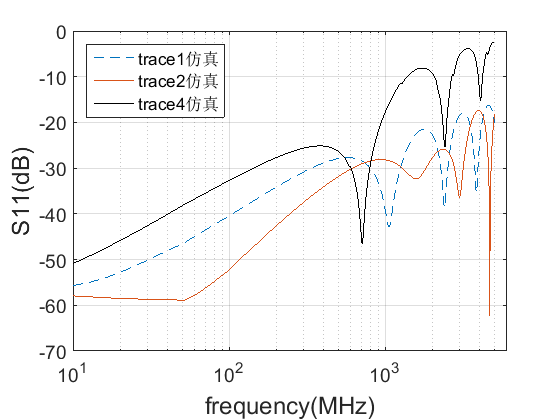 0
-10
-20
-30
-40
-50
-60
-70
S11(dB)
trace1仿真
trace2仿真
trace4仿真
10^1
10^2
10^3
frequency(MHz)